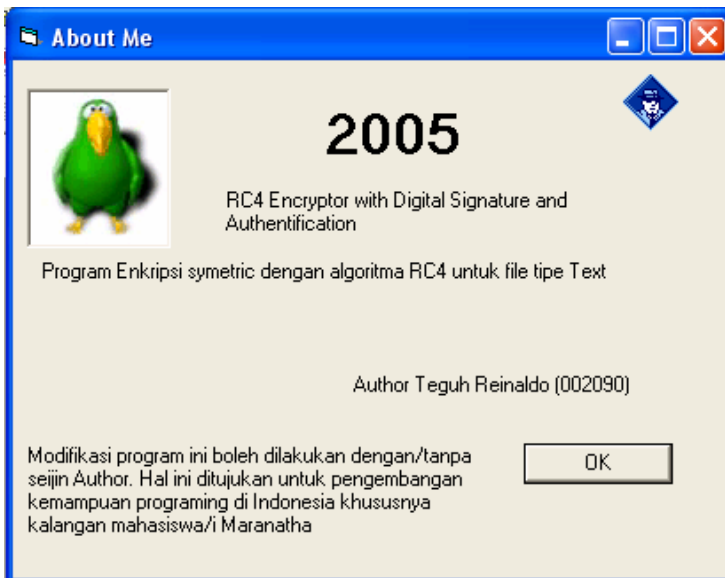 About Me
2005
RC4 Encryptor with Digital Signature and
Authentification
Program Enkripsi symetric dengan algoritma RC4 untuk file tipe Text
Author Teguh Reinaldo (002090)
Modifikasi program ini boleh dilakukan dengan/tanpa
seijin Author. Hal ini ditujukan untuk pengembangan
kemampuan programing di Indonesia khususnya
kalangan mahasiswa/i Maranatha
OK